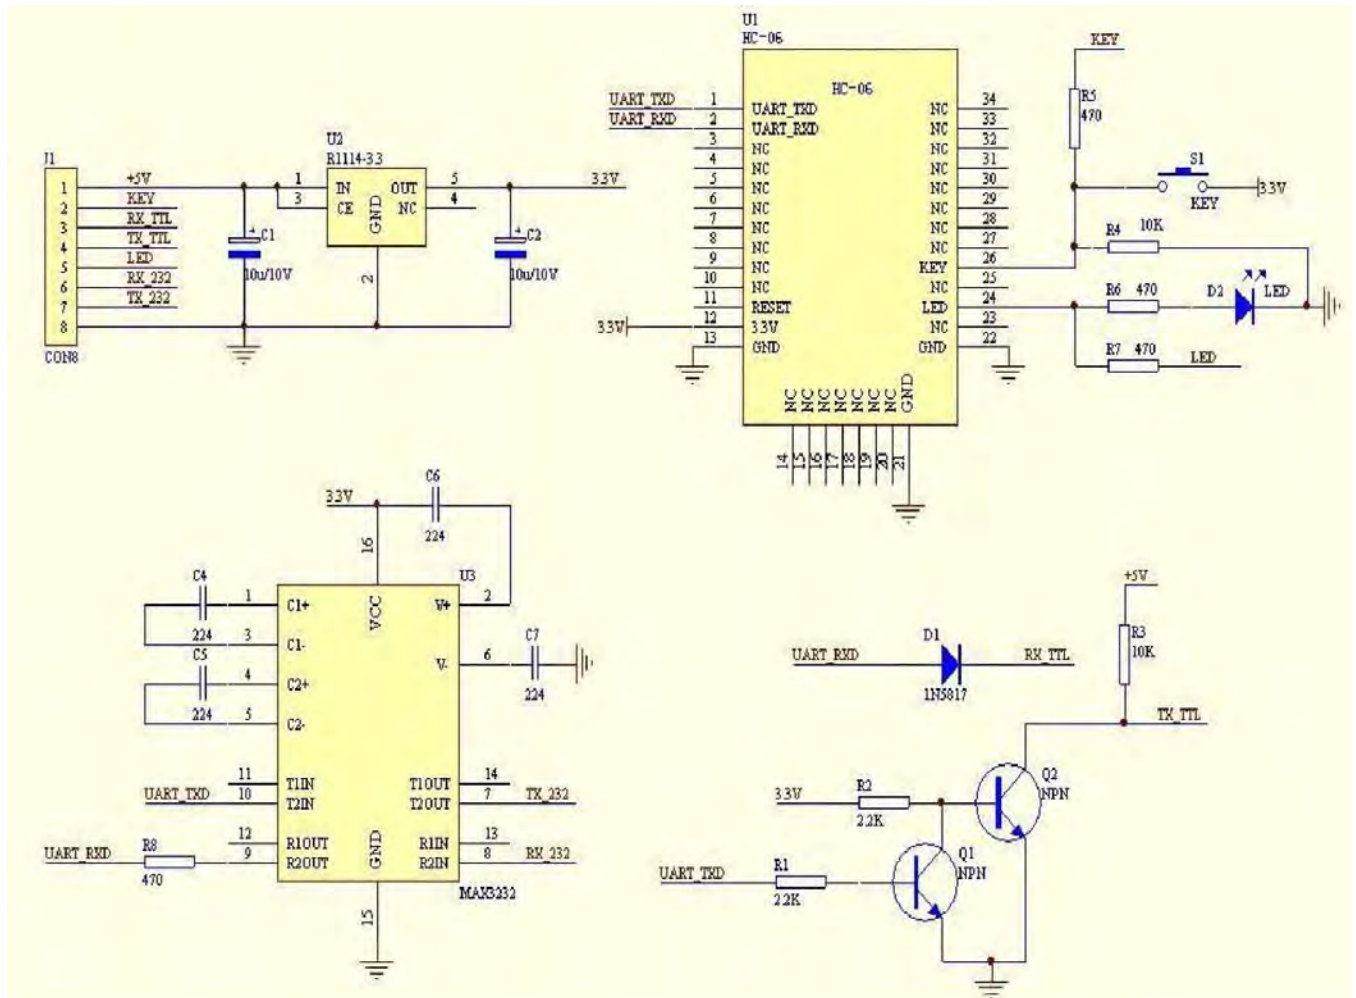 U1
HC-06
HC-06
UART_TXD 1 UART_TXD NC 34
UART_RXD 2 UART_RXD NC 33
3 NC NC 32
4 NC NC 31
5 NC NC 30
6 NC NC 29
7 NC NC 28
8 NC NC 27
9 NC KEY 26
10 NC NC 25
11 RESET LED 24
3.3V 12 3.3V NC 23
13 GND GND 22
NC NC NC NC NC NC NC GND
14 15 16 17 18 19 20 21
KEY
R5
470
S1
KEY
3.3V
R4 10K
R6 470 D2 LED
R7 470 LED
J1
1 +5V
2 KEY
3 RX_TTL
4 TX_TTL
5 LED
6 RX_232
7 TX_232
8
CON8
C1
10u/10V
U2
R1114-3.3
1 IN OUT 5
3 CE NC 4
GND
2
3.3V
C2
10u/10V
3.3V
C6
224
16
U3
C4
224
C5
224
1 C1+ VCC V+ 2
3 C1-
4 C2+ V- 6
5 C2-
C7
224
11 T1IN T1OUT 14
UART_TXD 10 T2IN T2OUT 7 TX_232
12 R1OUT GND R1IN 13
UART_RXD R8 9 R2OUT R2IN 8 RX_232
470
MAX3232
15
+5V
R3
10K
UART_RXD D1 RX_TTL
1N5817
TX_TTL
Q2
NPN
3.3V R2
2.2K
Q1
NPN
UART_TXD R1
2.2K